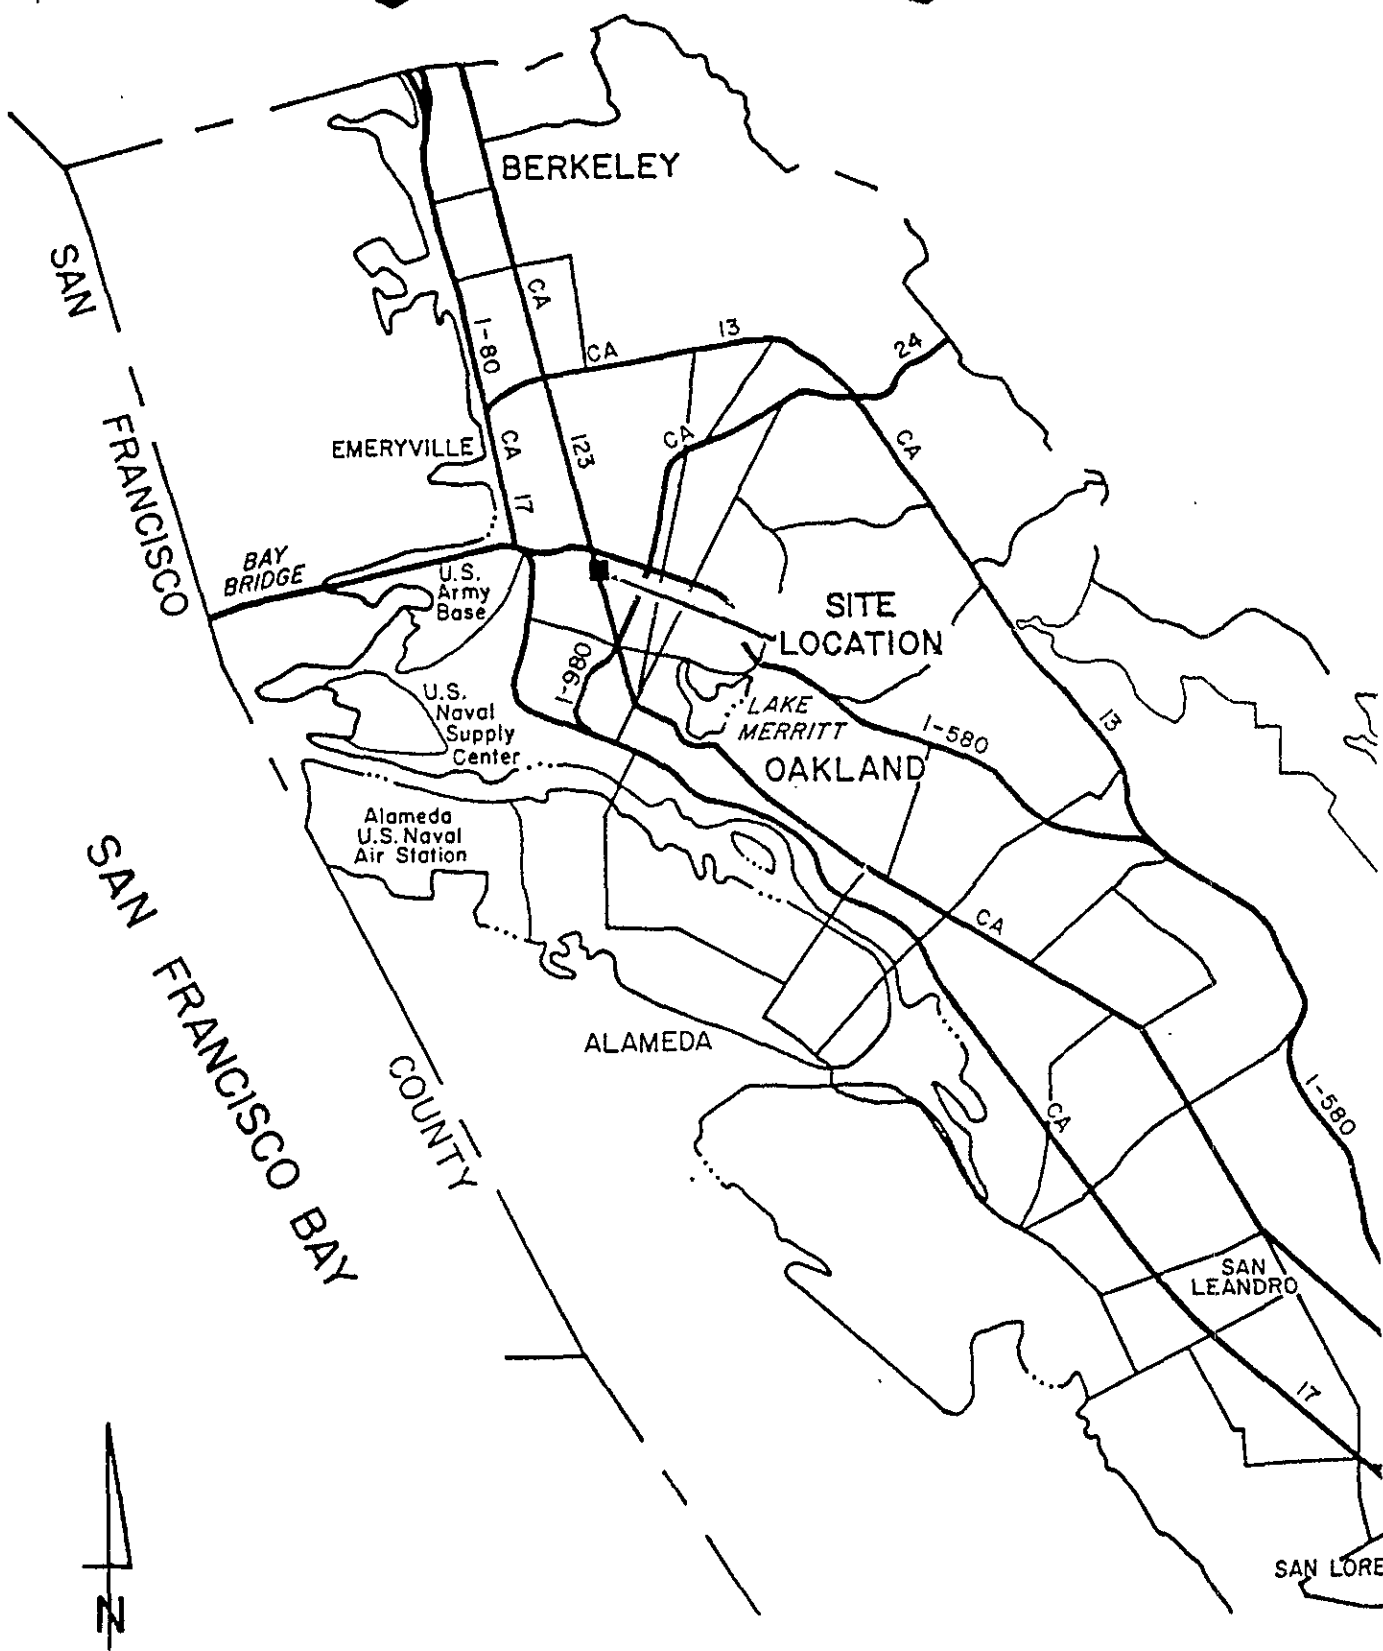 BERKELEY
SAN
FRANCISCO
COUNTY
CA
I-80
CA
13
24
CA
CA
CA
123
EMERYVILLE
17
BAY
BRIDGE
U.S.
Army
Base
SITE
LOCATION
I-980
U.S.
Naval
Supply
Center
LAKE
MERRITT
I-580
13
OAKLAND
Alameda
U.S. Naval
Air Station
SAN FRANCISCO BAY
CA
ALAMEDA
CA
I-580
SAN
LEANDRO
17
SAN LORE
N